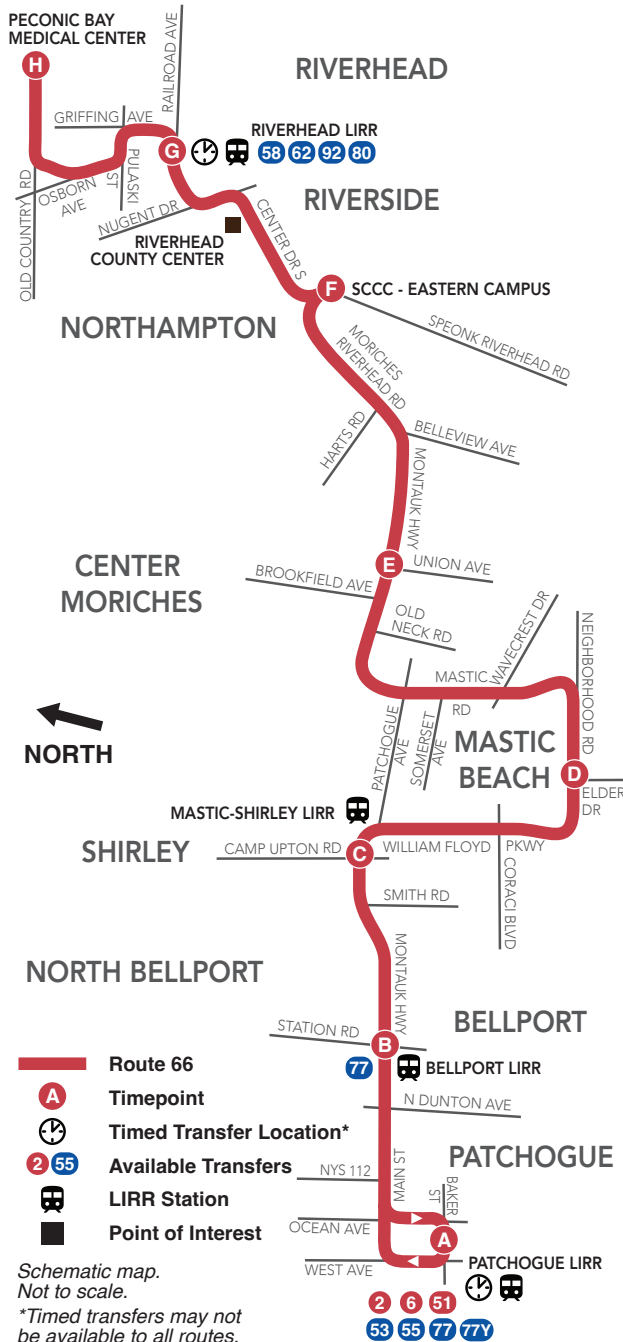 PECONIC BAY
MEDICAL CENTER
H
RAILROAD AVE
RIVERHEAD
GRIFFING AVE
G
RIVERHEAD LIRR
58 62 92 80
PULASKI
ST
OSBORN
AVE
OLD COUNTRY RD
NUGENT DR
RIVERSIDE
RIVERHEAD
COUNTY CENTER
CENTER DR S
F
SCCC - EASTERN CAMPUS
NORTHAMPTON
SPEONK RIVERHEAD RD
MORICHES
RIVERHEAD RD
HARTS RD
BELLEVIEW AVE
MONTAUK HWY
CENTER
MORICHES
E
UNION AVE
BROOKFIELD AVE
OLD
NECK RD
WAVECREST DR
NEIGHBORHOOD RD
MASTIC
RD
PATCHOGUE
AVE
SOMERSET
AVE
NORTH
MASTIC
BEACH
D
ELDER
DR
MASTIC-SHIRLEY LIRR
SHIRLEY
CAMP UPTON RD
C
WILLIAM FLOYD
PKWY
CORACI BLVD
SMITH RD
MONTAUK HWY
NORTH BELLPORT
BELLPORT
STATION RD
B
77
BELLPORT LIRR
N DUNTON AVE
PATCHOGUE
NYS 112
MAIN ST
BAKER
ST
OCEAN AVE
A
WEST AVE
PATCHOGUE LIRR
2 6 51
53 55 77 77Y
Route 66
A Timepoint
Timed Transfer Location*
2 55 Available Transfers
LIRR Station
Point of Interest
Schematic map.
Not to scale.
*Timed transfers may not
be available to all routes.